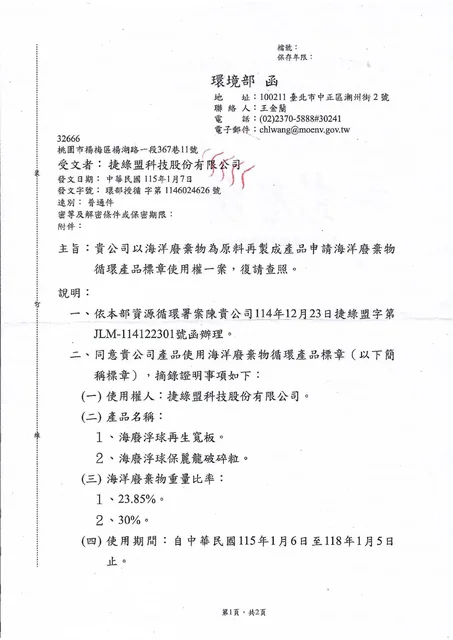 檔號：
保存年限：
環境部 函
地 址：100211 臺北市中正區潮州街2號
聯 絡 人：王金蘭
電 話：(02)2370-5888#30241
電子郵件：chlwang@moenv.gov.tw
32666
桃園市楊梅區楊湖路一段367巷11號
受文者：捷綠盟科技股份有限公司
發文日期：中華民國115年1月7日
發文字號：環部授循字第1146024626號
速別：普通件
密等及解密條件或保密期限：
附件：
主旨：貴公司以海洋廢棄物為原料再製成產品申請海洋廢棄物
循環產品標章使用權一案，復請查照。
說明：
一、依本部資源循環署案陳貴公司114年12月23日捷綠盟字第
JLM-114122301號函辦理。
二、同意貴公司產品使用海洋廢棄物循環產品標章（以下簡
稱標章），摘錄證明事項如下：
(一)使用權人：捷綠盟科技股份有限公司。
(二)產品名稱：
1、海廢浮球再生寬板。
2、海廢浮球保麗龍破碎粒。
(三)海洋廢棄物重量比率：
1、23.85%。
2、30%。
(四)使用期間：自中華民國115年1月6日至118年1月5日
止。
裝
訂
線
第1頁，共2頁